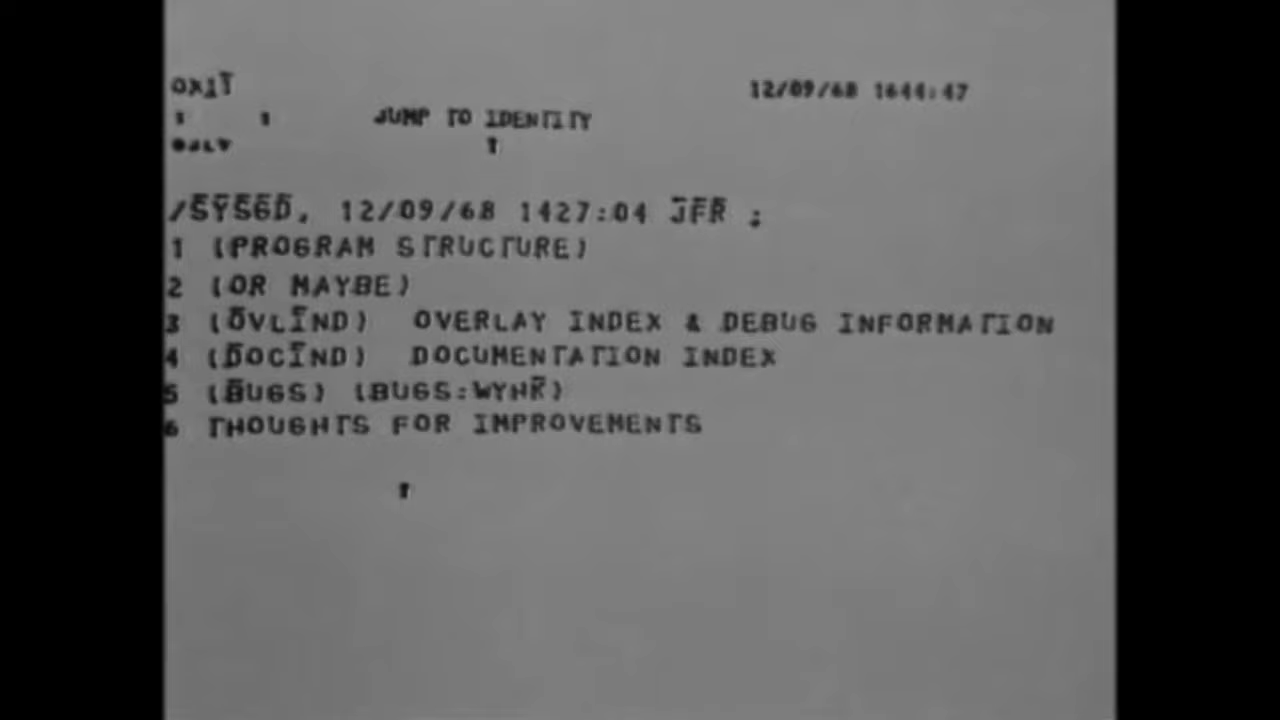 OX1T 12/09/68 1644:47
JUMP TO IDENTITY
/SYSGD, 12/09/68 1427:04 JFR ;
1 (PROGRAM STRUCTURE)
2 (OR MAYBE)
3 (OVLIND) OVERLAY INDEX & DEBUG INFORMATION
4 (DOCIND) DOCUMENTATION INDEX
5 (BUGS) (BUGS:WYNK)
6 THOUGHTS FOR IMPROVEMENTS